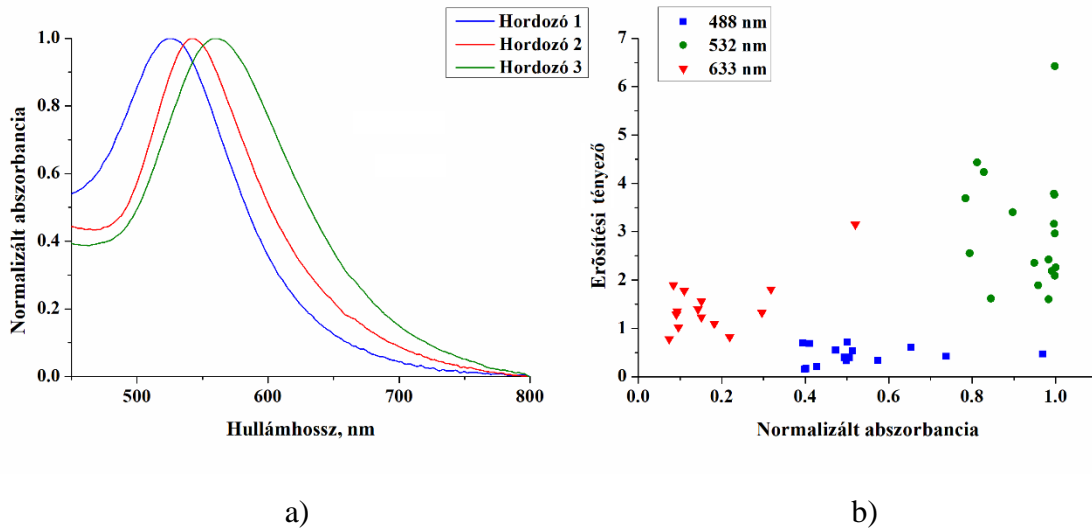 Hordozó 1
Hordozó 2
Hordozó 3
1.0
0.8
0.6
0.4
0.2
0.0
Normalizált abszorbancia
500
600
700
800
Hullámhossz, nm
a)
488 nm
532 nm
633 nm
7
6
5
4
3
2
1
0
Erõsítési tényezõ
0.0
0.2
0.4
0.6
0.8
1.0
Normalizált abszorbancia
b)